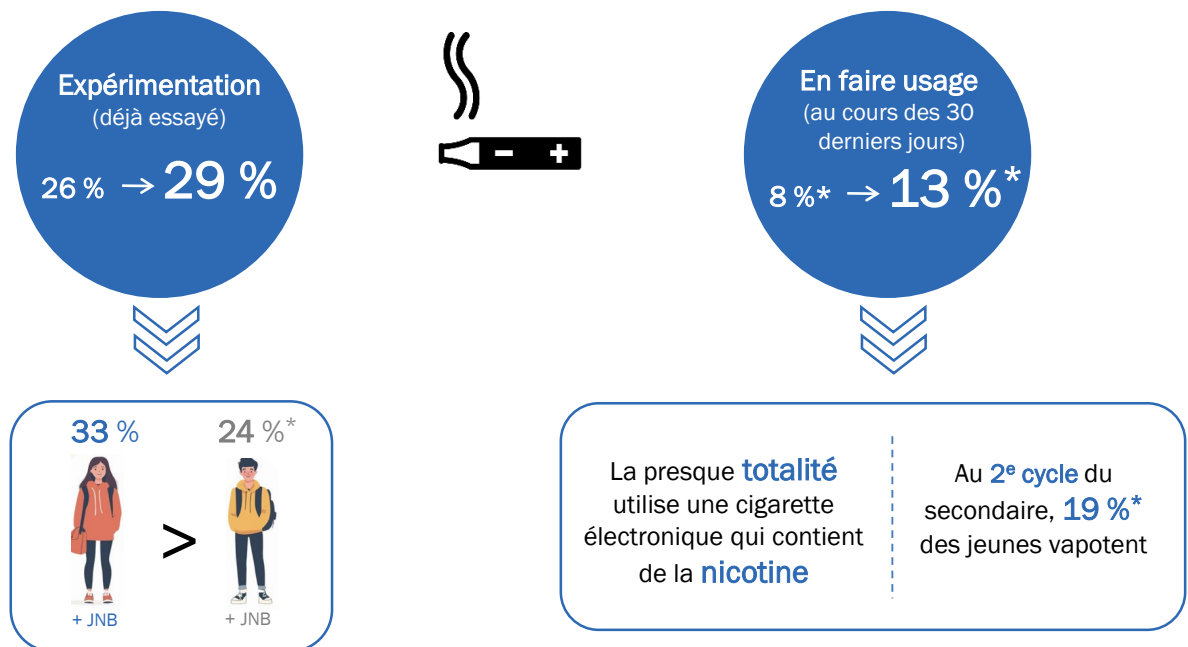 Expérimentation
(déjà essayé)
26 % → 29 %
En faire usage
(au cours des 30
derniers jours)
8 %* → 13 %*
33 %
24 %*
>
+ JNB
+ JNB
La presque totalité
utilise une cigarette
électronique qui contient
de la nicotine
Au 2e cycle du
secondaire, 19 %*
des jeunes vapotent